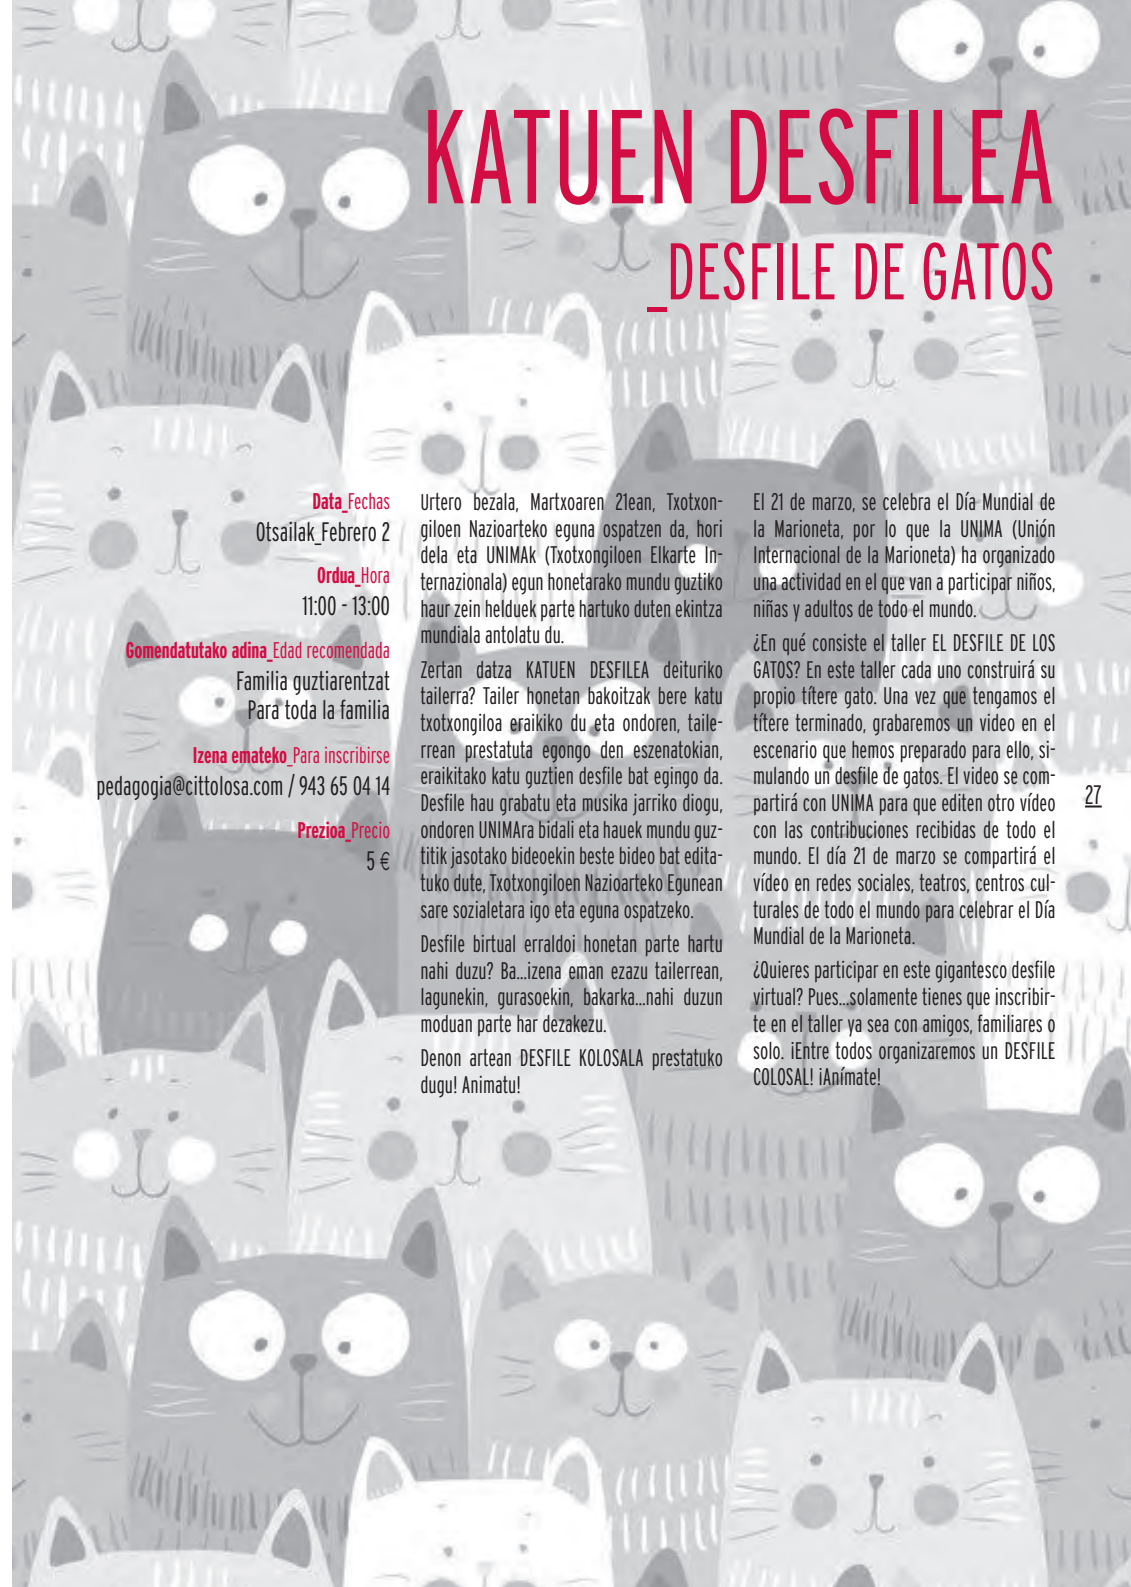 KATUEN DESFILEA
_DESFILE DE GATOS
Data_Fechas
Otsailak_Febrero 2
Ordua_Hora
11:00 - 13:00
Gomendatutako adina_Edad recomendada
Familia guztiarentzat
Para toda la familia
Izena emateko_Para inscribirse
pedagogia@cittolosa.com / 943 65 04 14
Prezioa_Precio
5 €
Urtero bezala, Martxoaren 21ean, Txotxon-
giloen Nazioarteko eguna ospatzen da, hori
dela eta UNIMAk (Txotxongiloen Elkarte In-
ternazionala) egun honetarako mundu guztiko
haur zein helduek parte hartuko duten ekintza
mundiala antolatu du.
Zertan datza KATUEN DESFILEA deituriko
tailerra? Tailer honetan bakoitzak bere katu
txotxongiloa eraikiko du eta ondoren, taile-
rrean prestatuta egongo den eszenatokian,
eraikitako katu guztien desfile bat egingo da.
Desfile hau grabatu eta musika jarriko diogu,
ondoren UNIMAra bidali eta hauek mundu guz-
titik jasotako bideoekin beste bideo bat edita-
tuko dute, Txotxongiloen Nazioarteko Egunean
sare sozialetara igo eta eguna ospatzeko.
Desfile birtual erraldoi honetan parte hartu
nahi duzu? Ba...izena eman ezazu tailerrean,
lagunekin, gurasoekin, bakarka...nahi duzun
moduan parte har dezakezu.
Denon artean DESFILE KOLOSALA prestatuko
dugu! Animatu!
El 21 de marzo, se celebra el Día Mundial de
la Marioneta, por lo que la UNIMA (Unión
Internacional de la Marioneta) ha organizado
una actividad en el que van a participar niños,
niñas y adultos de todo el mundo.
¿En qué consiste el taller EL DESFILE DE LOS
GATOS? En este taller cada uno construirá su
propio títere gato. Una vez que tengamos el
títere terminado, grabaremos un video en el
escenario que hemos preparado para ello, si-
mulando un desfile de gatos. El video se com-
partirá con UNIMA para que editen otro vídeo
con las contribuciones recibidas de todo el
mundo. El día 21 de marzo se compartirá el
vídeo en redes sociales, teatros, centros cul-
turales de todo el mundo para celebrar el Día
Mundial de la Marioneta.
¿Quieres participar en este gigantesco desfile
virtual? Pues...solamente tienes que inscribir-
te en el taller ya sea con amigos, familiares o
solo. ¡Entre todos organizaremos un DESFILE
COLOSAL! ¡Anímate!
27